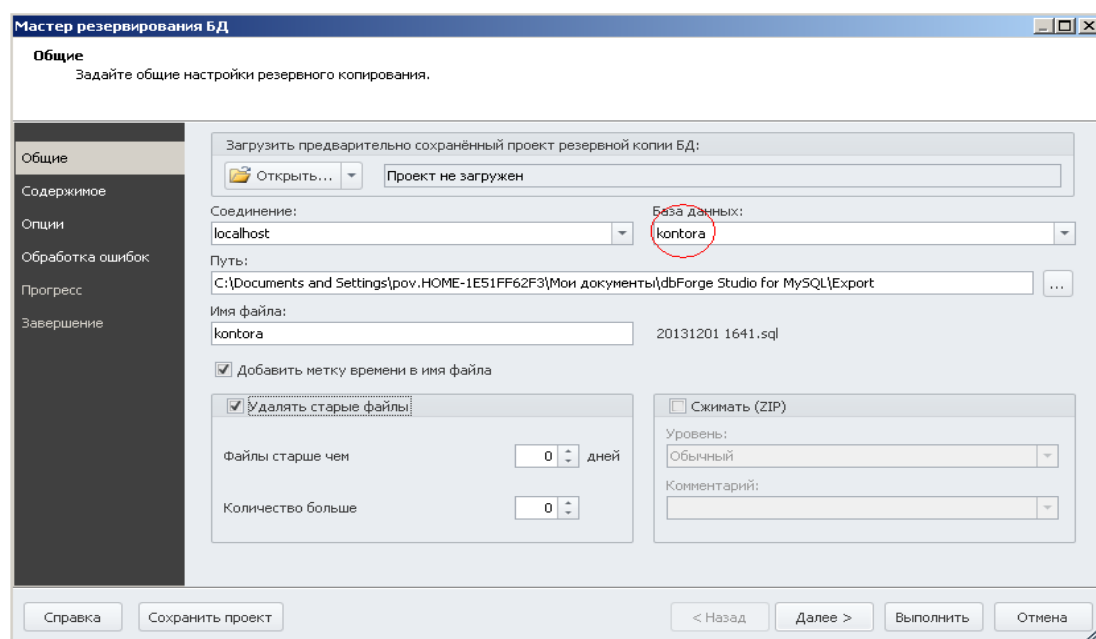 Мастер резервирования БД
Общие
Задайте общие настройки резервного копирования.
Общие
Содержимое
Опции
Обработка ошибок
Прогресс
Завершение
Загрузить предварительно сохранённый проект резервной копии БД:
Открыть... Проект не загружен
Соединение: База данных:
localhost kontora
Путь:
C:\Documents and Settings\pov.HOME-1E51FF62F3\Мои документы\dbForge Studio for MySQL\Export ...
Имя файла:
kontora 20131201 1641.sql
Добавить метку времени в имя файла
Удалять старые файлы
Файлы старше чем 0 дней
Количество больше 0
Сжимать (ZIP)
Уровень:
Обычный
Комментарий:
Справка Сохранить проект < Назад Далее > Выполнить Отмена